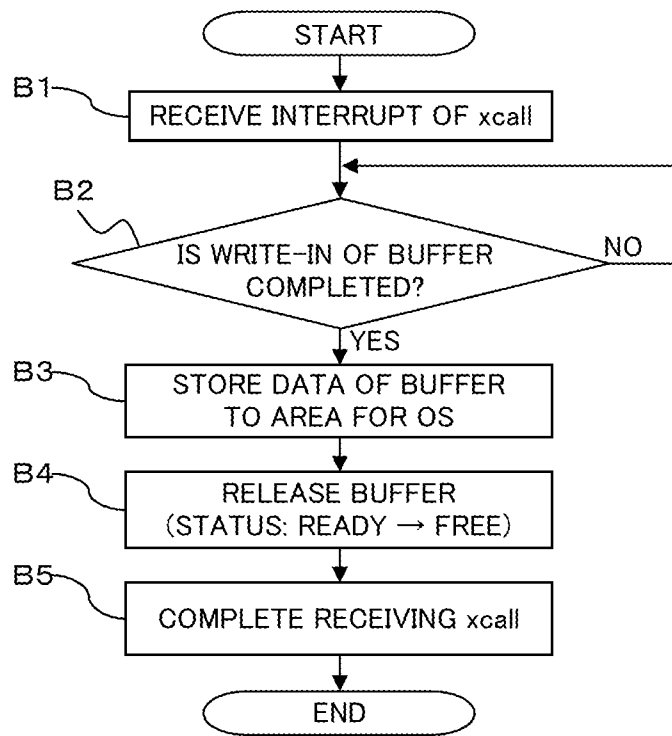 START
B1
RECEIVE INTERRUPT OF xcall
B2
IS WRITE-IN OF BUFFER
COMPLETED?
NO
YES
B3
STORE DATA OF BUFFER
TO AREA FOR OS
B4
RELEASE BUFFER
(STATUS: READY → FREE)
B5
COMPLETE RECEIVING xcall
END